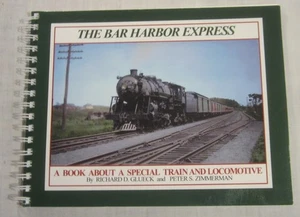 THE BAR HARBOR EXPRESS
A BOOK ABOUT A SPECIAL TRAIN AND LOCOMOTIVE
By RICHARD D. GLUECK and PETER S. ZIMMERMAN